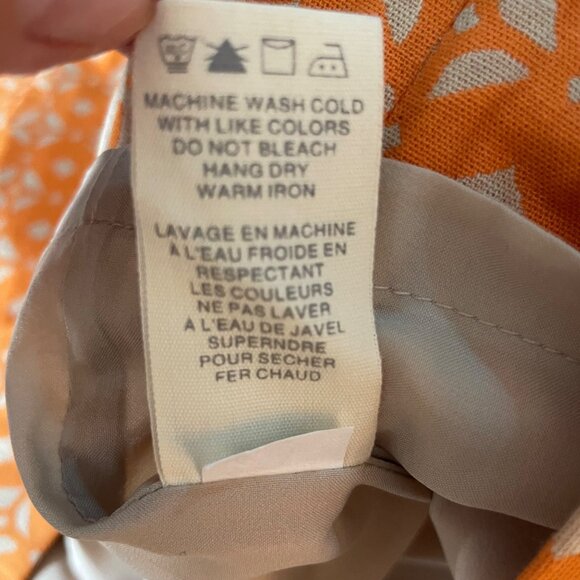 MACHINE WASH COLD
WITH LIKE COLORS
DO NOT BLEACH
HANG DRY
WARM IRON
LAVAGE EN MACHINE
A L'EAU FROIDE EN
RESPECTANT
LES COULEURS
NE PAS LAVER
A L'EAU DE JAVEL
SUPERNDRE
POUR SECHER
FER CHAUD